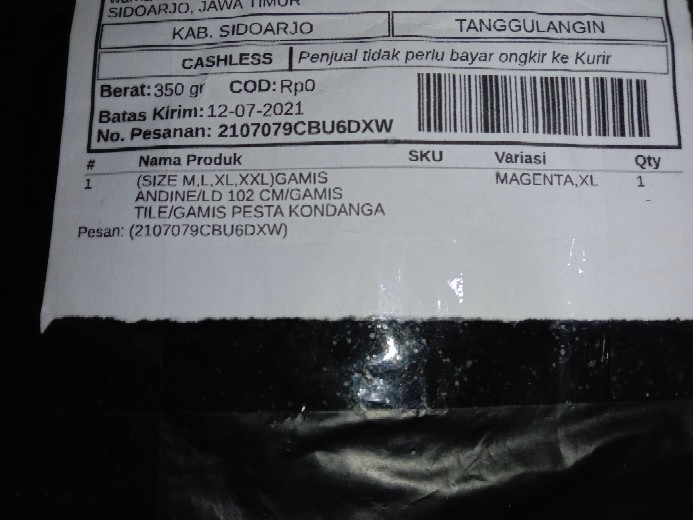 SIDOARJO, JAWA TIMUR
KAB. SIDOARJO TANGGULANGIN
CASHLESS Penjual tidak perlu bayar ongkir ke Kurir
Berat: 350 gr COD: Rp0
Batas Kirim: 12-07-2021
No. Pesanan: 2107079CBU6DXW
# Nama Produk SKU Variasi Qty
1 (SIZE M,L,XL,XXL)GAMIS MAGENTA,XL 1
ANDINE/LD 102 CM/GAMIS
TILE/GAMIS PESTA KONDANGA
Pesan: (2107079CBU6DXW)